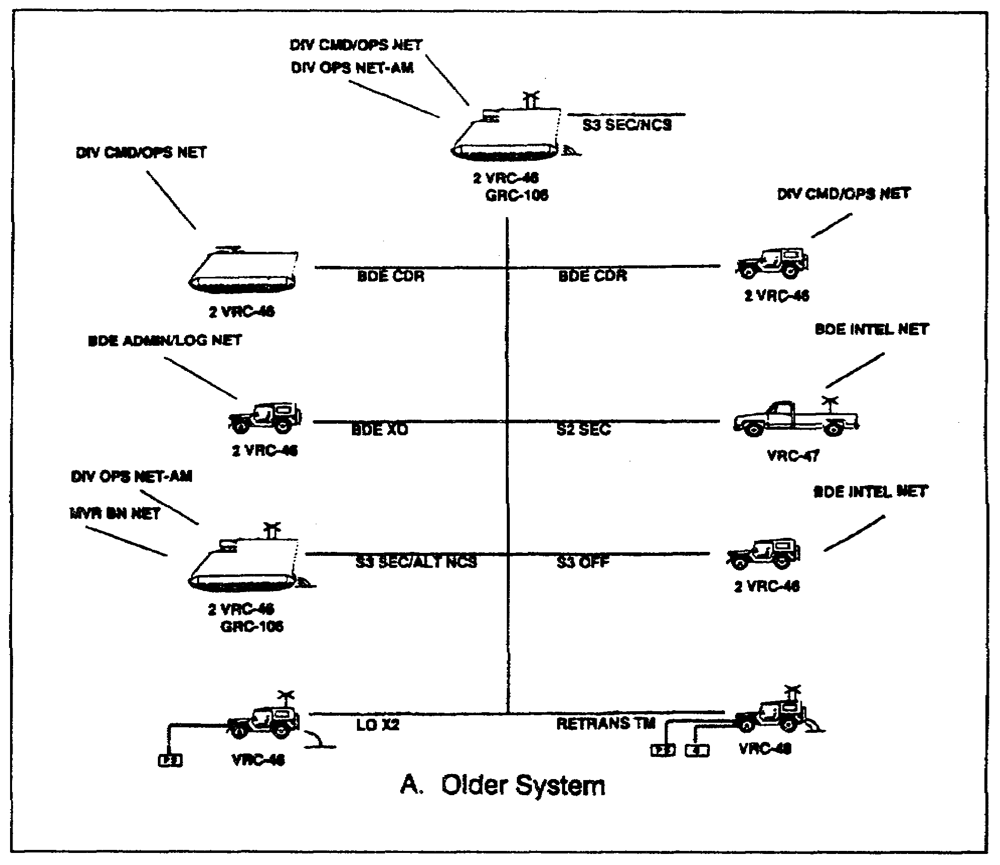 DIV CMD/OPS NET
DIV OPS NET-AM
S3 SEC/NCS
DIV CMD/OPS NET
2 VRC-46
GRC-106
DIV CMD/OPS NET
BDE CDR
BDE CDR
2 VRC-46
2 VRC-46
BDE ADMIN/LOG NET
BDE INTEL NET
BDE XO
S2 SEC
2 VRC-46
VRC-47
DIV OPS NET-AM
BDE INTEL NET
MVR BN NET
S3 SEC/ALT NCS
S3 OFF
2 VRC-46
2 VRC-46
GRC-106
LO X2
RETRANS TM
VRC-46
A. Older System